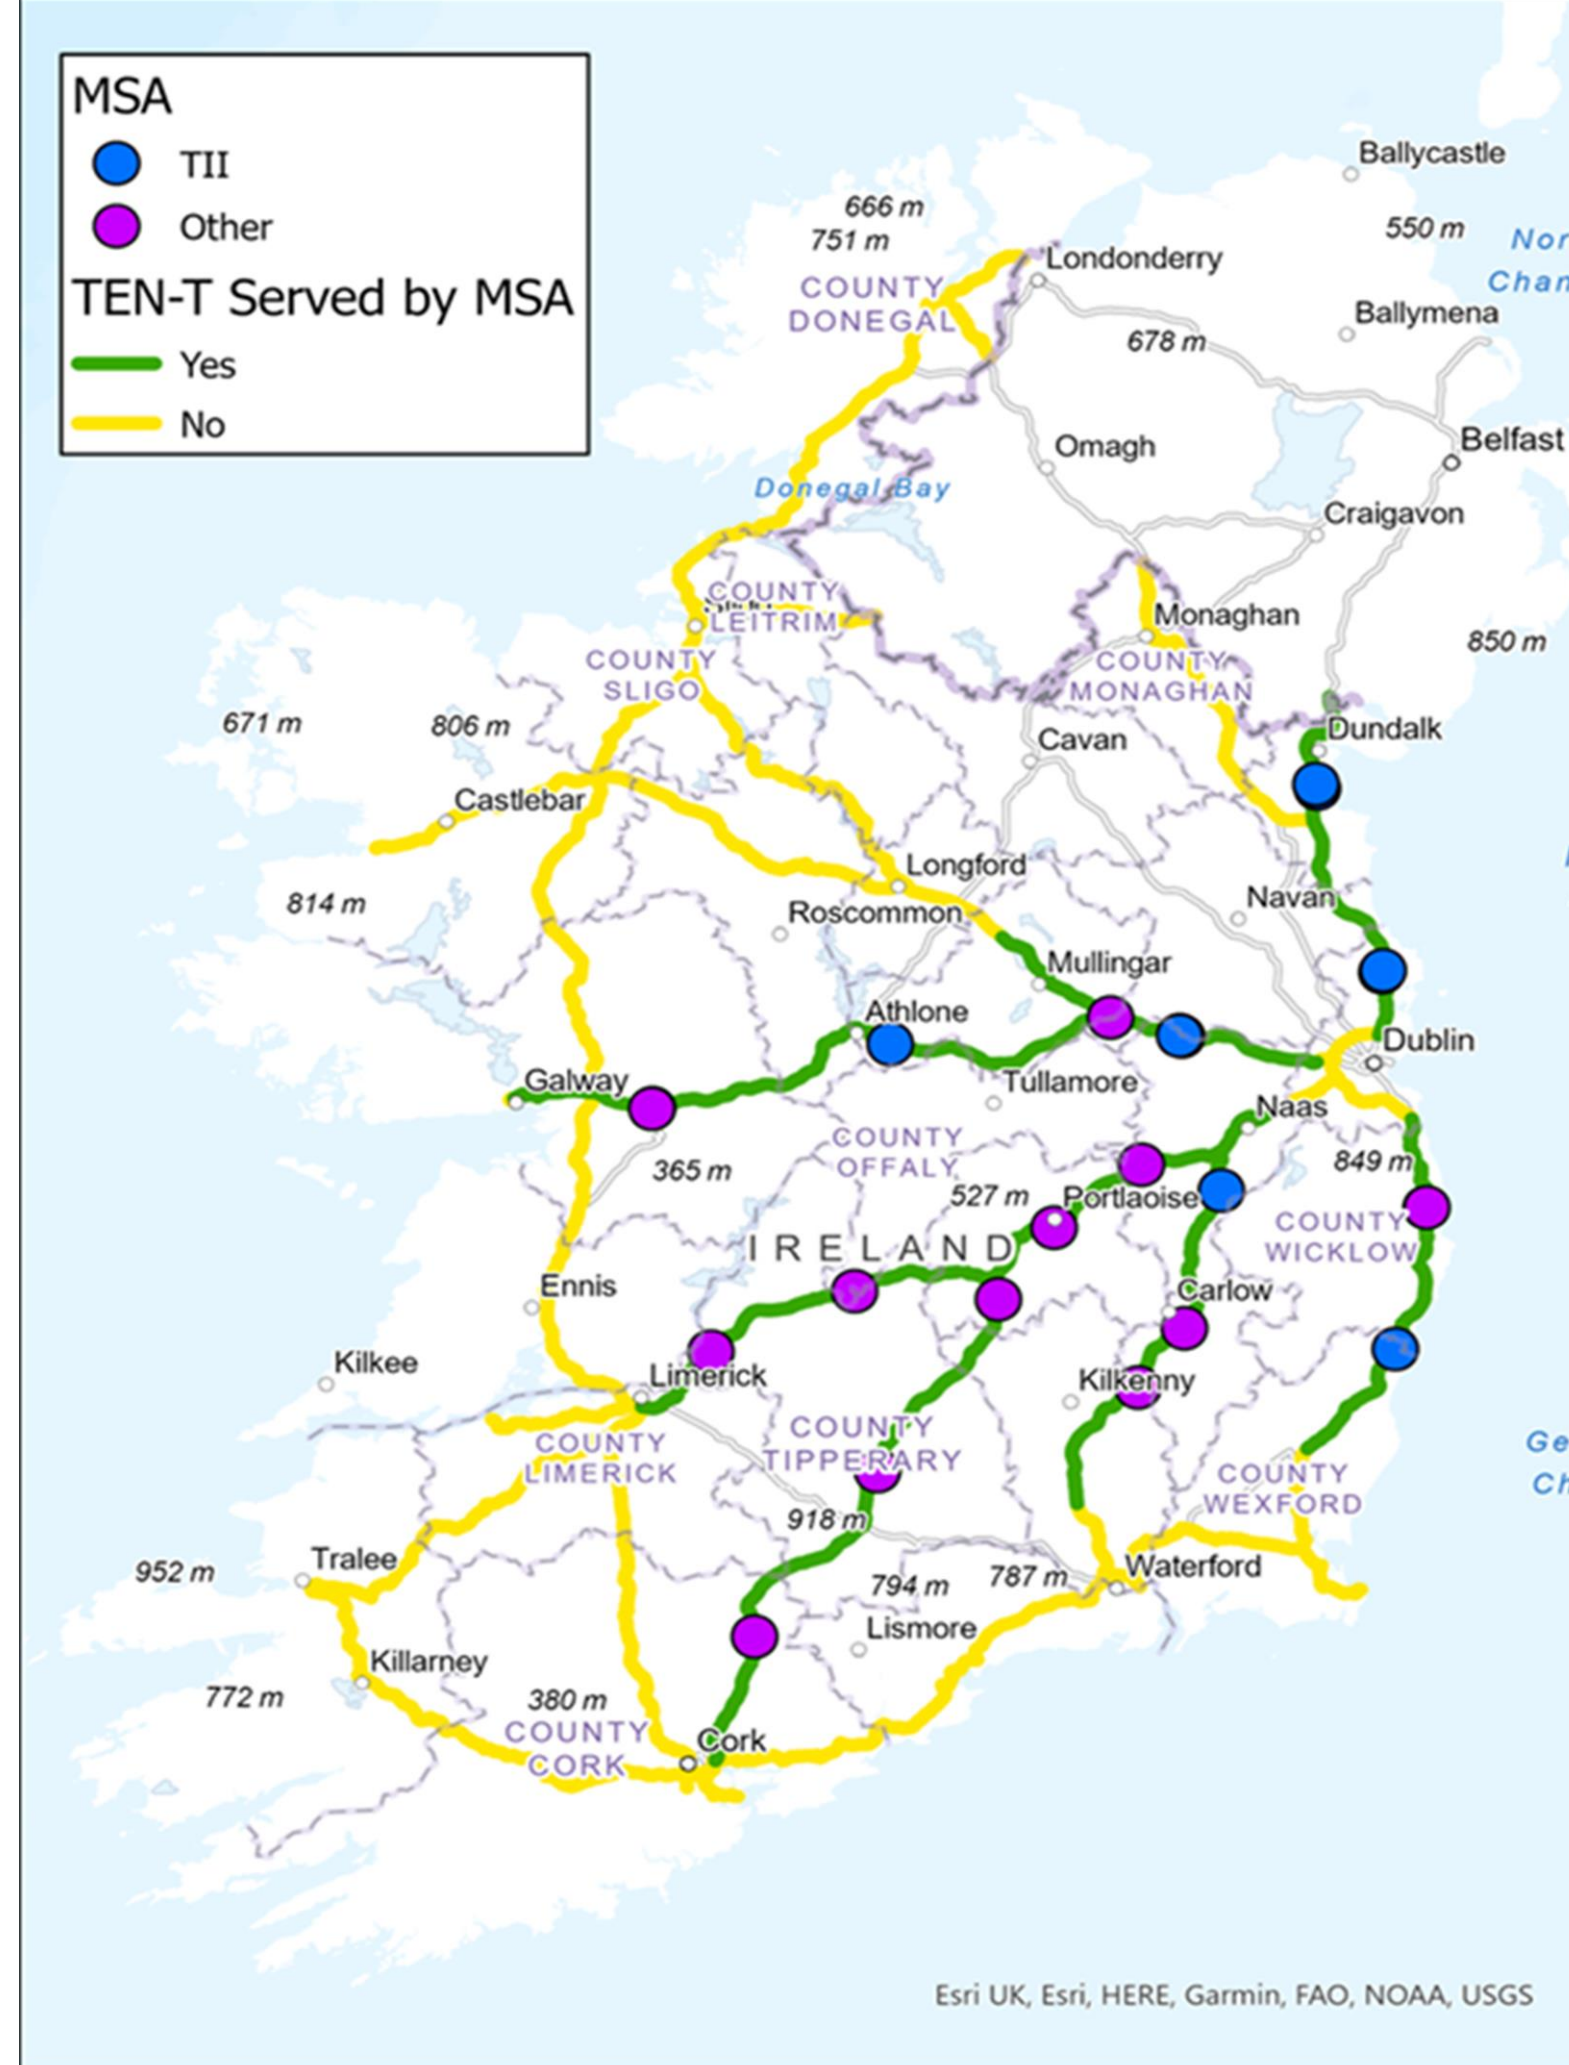 MSA
TII
Other
TEN-T Served by MSA
Yes
No
Ballycastle
666 m
751 m
550 m
Nor
Chan
Londonderry
COUNTY
DONEGAL
Ballymena
678 m
Belfast
Omagh
Donegal Bay
Craigavon
COUNTY
LEITRIM
Monaghan
850 m
COUNTY
SLIGO
COUNTY
MONAGHAN
671 m
806 m
Dundalk
Cavan
Castlebar
Longford
Navan
814 m
Roscommon
Mullingar
Athlone
Dublin
Galway
Tullamore
Naas
COUNTY
OFFALY
365 m
849 m
527 m
Portlaoise
COUNTY
WICKLOW
IRELAND
Ennis
Carlow
Kilkee
Limerick
Kilkenny
COUNTY
LIMERICK
COUNTY
TIPPERARY
Ge
Ch
COUNTY
WEXFORD
918 m
Tralee
952 m
Waterford
794 m
787 m
Lismore
Killarney
772 m
380 m
COUNTY
CORK
Cork
Esri UK, Esri, HERE, Garmin, FAO, NOAA, USGS